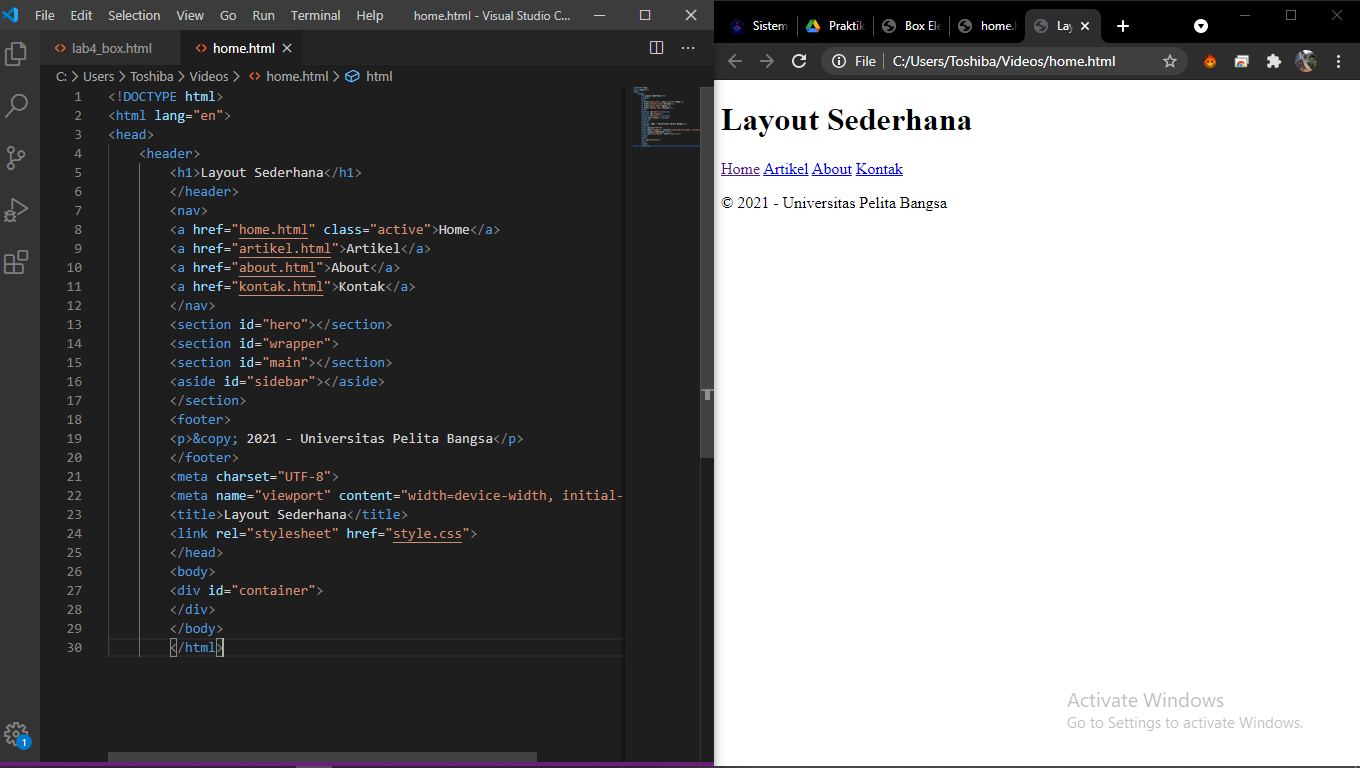 File Edit Selection View Go Run Terminal Help home.html - Visual Studio C...
lab4_box.html home.html
C: > Users > Toshiba > Videos > home.html > html
1 <!DOCTYPE html>
2 <html lang="en">
3 <head>
4 <header>
5 <h1>Layout Sederhana</h1>
6 </header>
7 <nav>
8 <a href="home.html" class="active">Home</a>
9 <a href="artikel.html">Artikel</a>
10 <a href="about.html">About</a>
11 <a href="kontak.html">Kontak</a>
12 </nav>
13 <section id="hero"></section>
14 <section id="wrapper">
15 <section id="main"></section>
16 <aside id="sidebar"></aside>
17 </section>
18 <footer>
19 <p>&copy; 2021 - Universitas Pelita Bangsa</p>
20 </footer>
21 <meta charset="UTF-8">
22 <meta name="viewport" content="width=device-width, initial-
23 <title>Layout Sederhana</title>
24 <link rel="stylesheet" href="style.css">
25 </head>
26 <body>
27 <div id="container">
28 </div>
29 </body>
30 </html>
1
Sistem Praktik Box Ele home.h Lay
File C:/Users/Toshiba/Videos/home.html
Layout Sederhana
Home Artikel About Kontak
© 2021 - Universitas Pelita Bangsa
Activate Windows
Go to Settings to activate Windows.